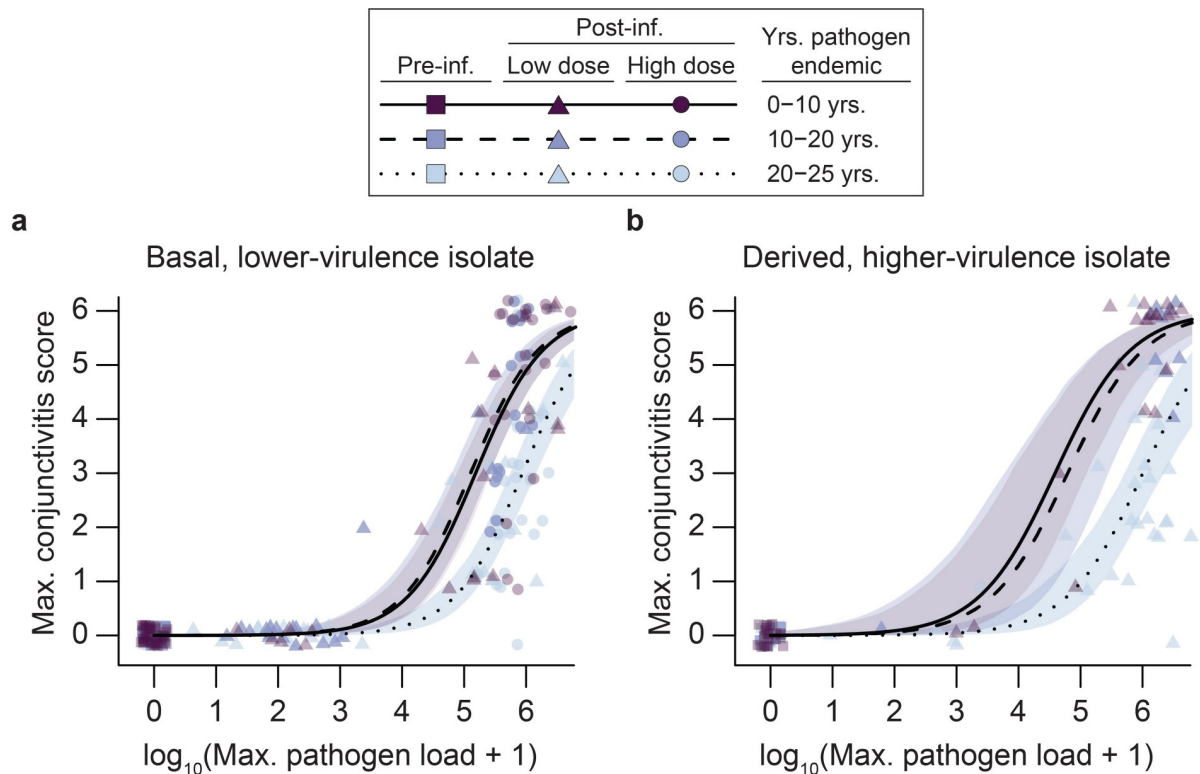 Post-inf.
Yrs. pathogen
endemic
Pre-inf.
Low dose
High dose
0–10 yrs.
10–20 yrs.
20–25 yrs.
a
Basal, lower-virulence isolate
Max. conjunctivitis score
6
5
4
3
2
1
0
0 1 2 3 4 5 6
log10(Max. pathogen load + 1)
b
Derived, higher-virulence isolate
Max. conjunctivitis score
6
5
4
3
2
1
0
0 1 2 3 4 5 6
log10(Max. pathogen load + 1)